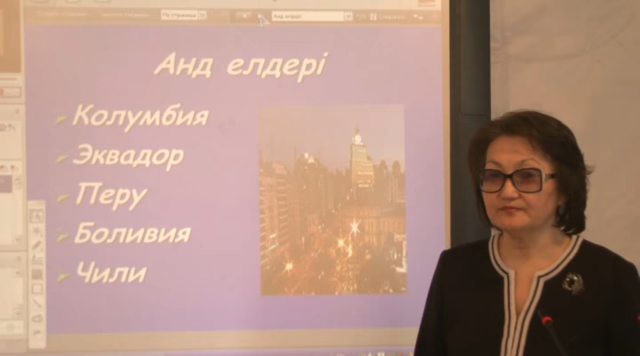 Анд елдері
Колумбия
Эквадор
Перу
Боливия
Чили